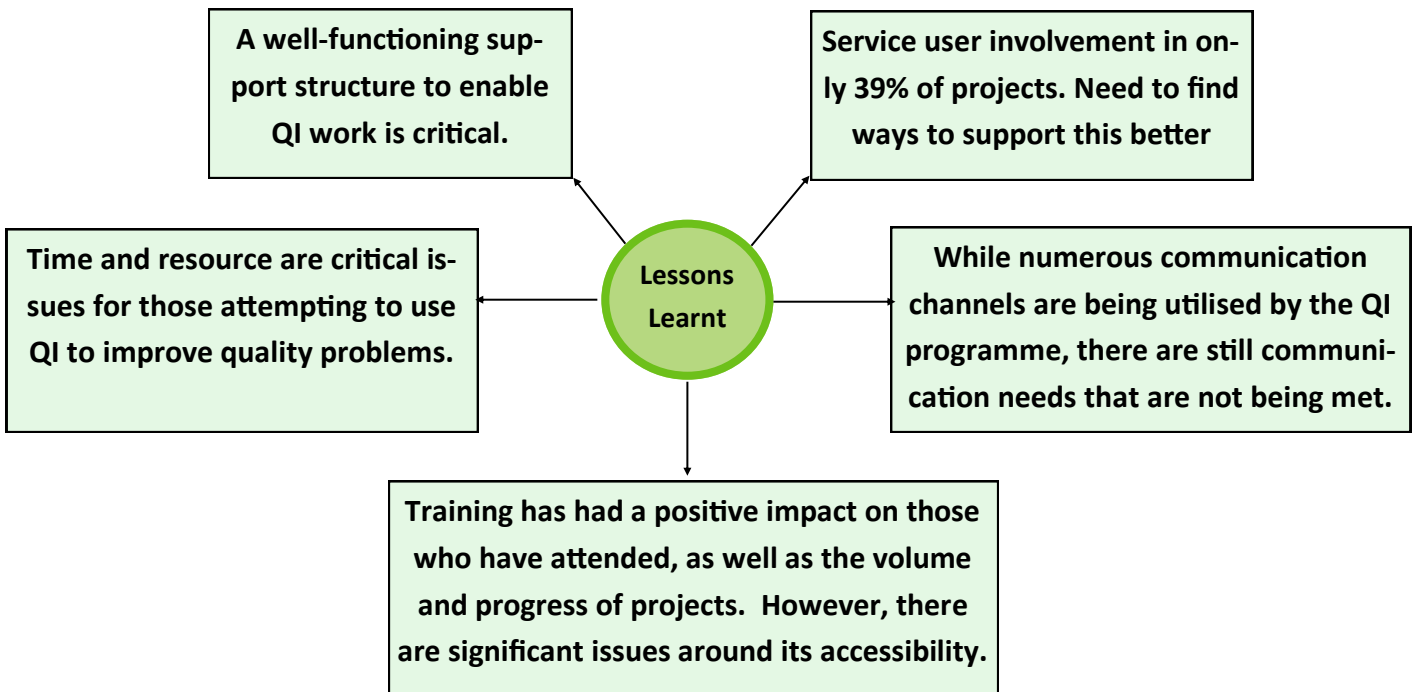 A well-functioning sup-
port structure to enable
QI work is critical.
Service user involvement in on-
ly 39% of projects. Need to find
ways to support this better
Time and resource are critical is-
sues for those attempting to use
QI to improve quality problems.
Lessons
Learnt
While numerous communication
channels are being utilised by the QI
programme, there are still communi-
cation needs that are not being met.
Training has had a positive impact on those
who have attended, as well as the volume
and progress of projects.  However, there
are significant issues around its accessibility.